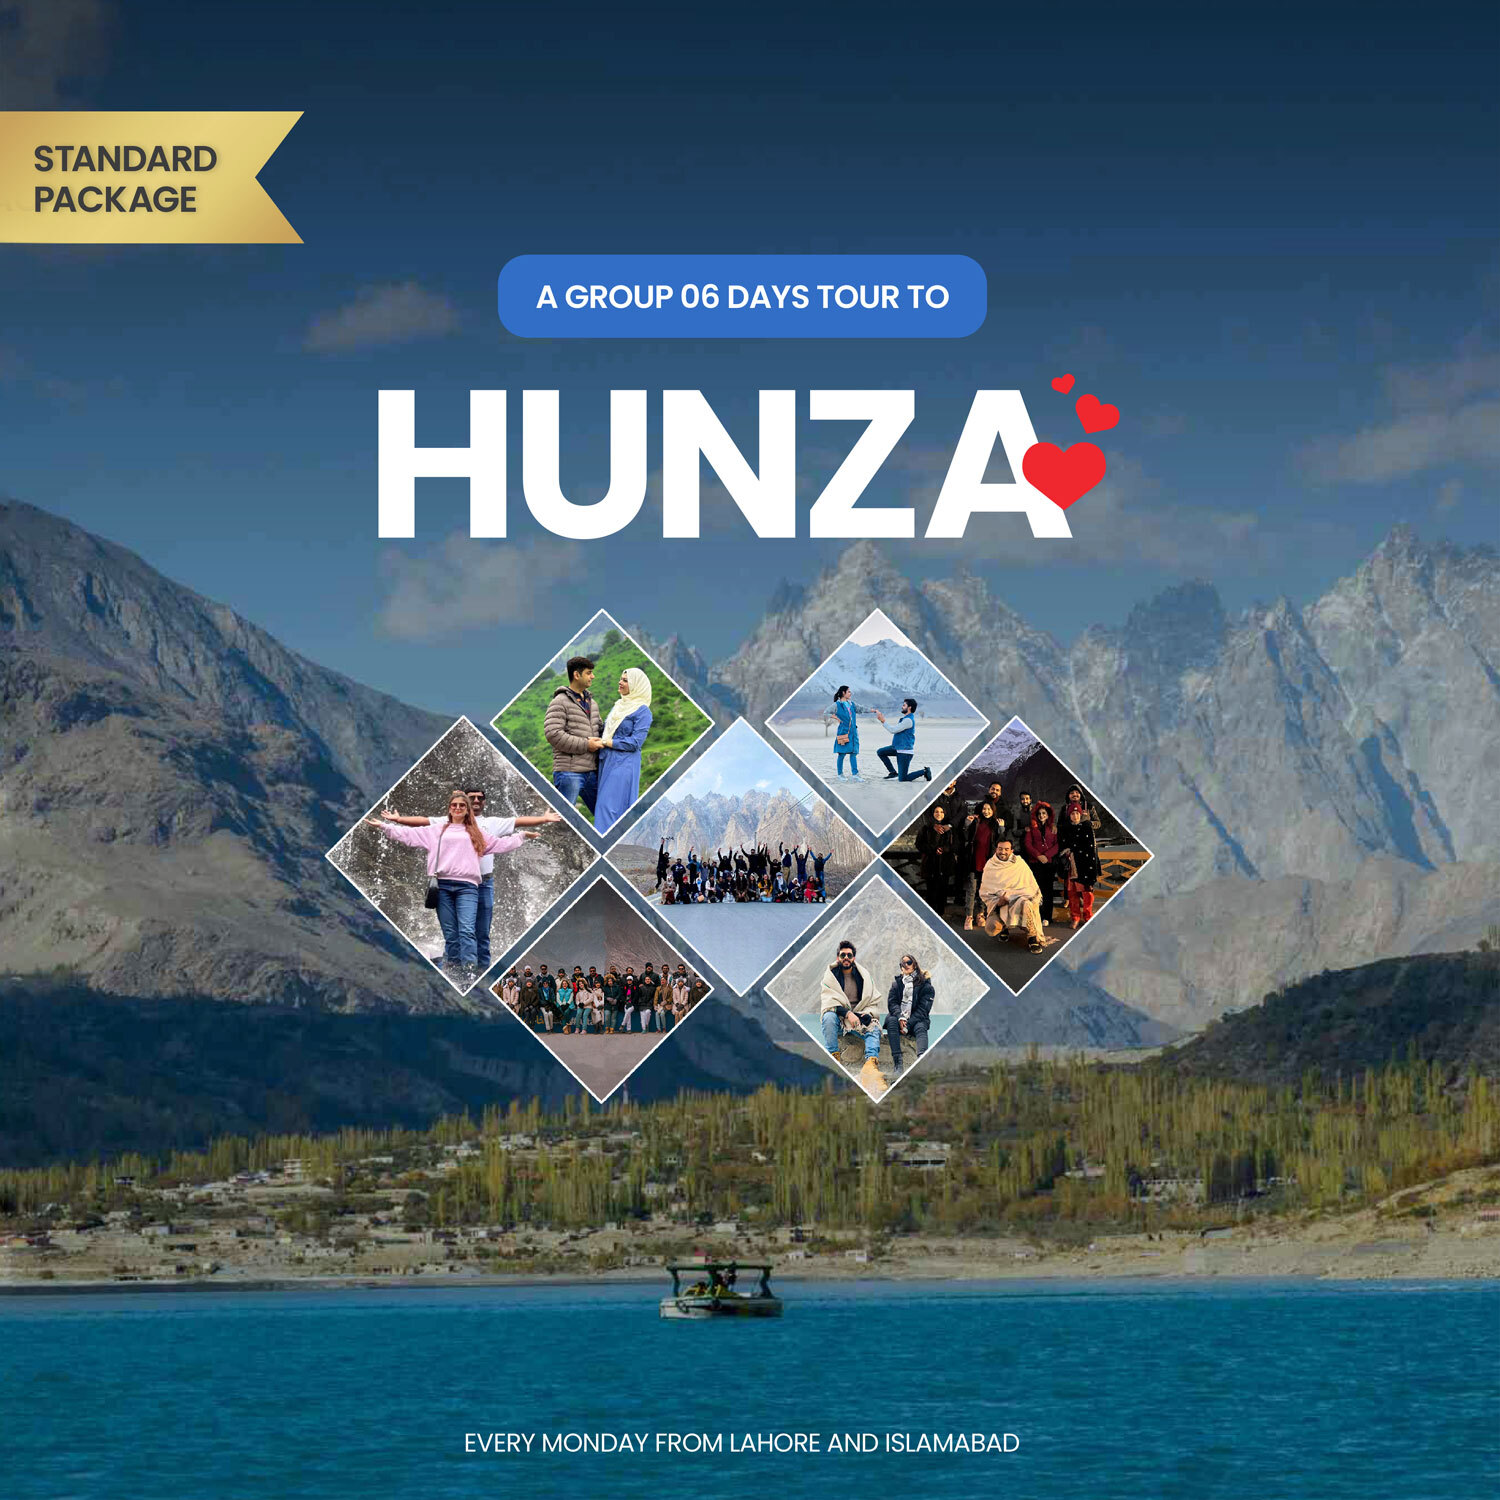 STANDARD
PACKAGE
A GROUP 06 DAYS TOUR TO
HUNZA
EVERY MONDAY FROM LAHORE AND ISLAMABAD